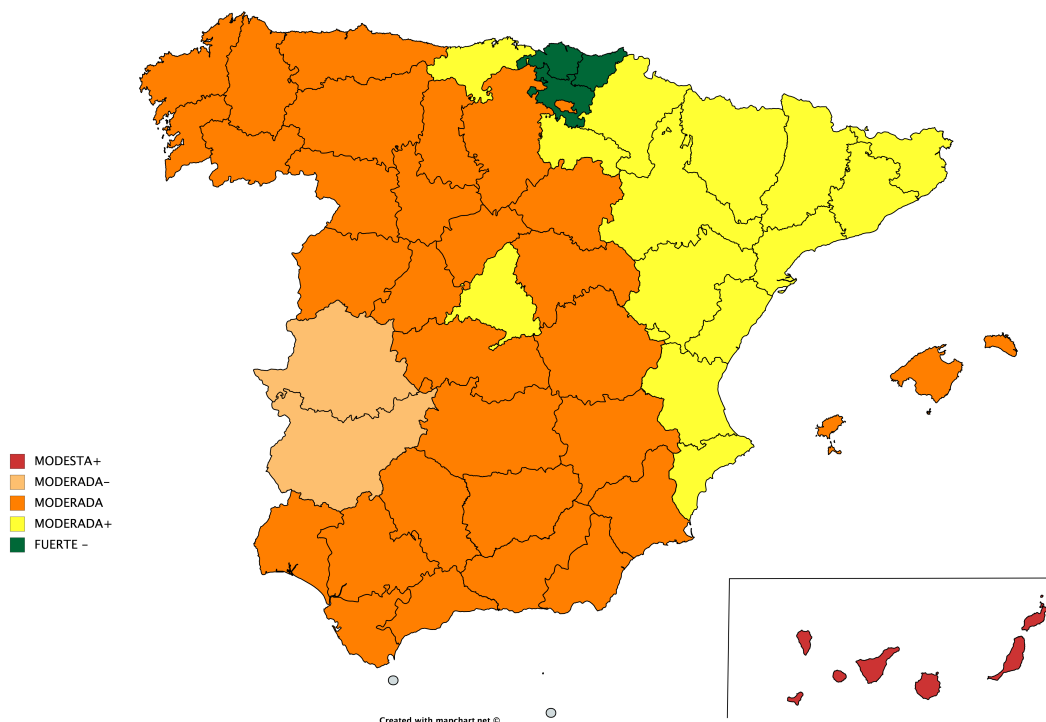 MODESTA+
MODERADA-
MODERADA
MODERADA+
FUERTE -
Created with mapchart.net ©